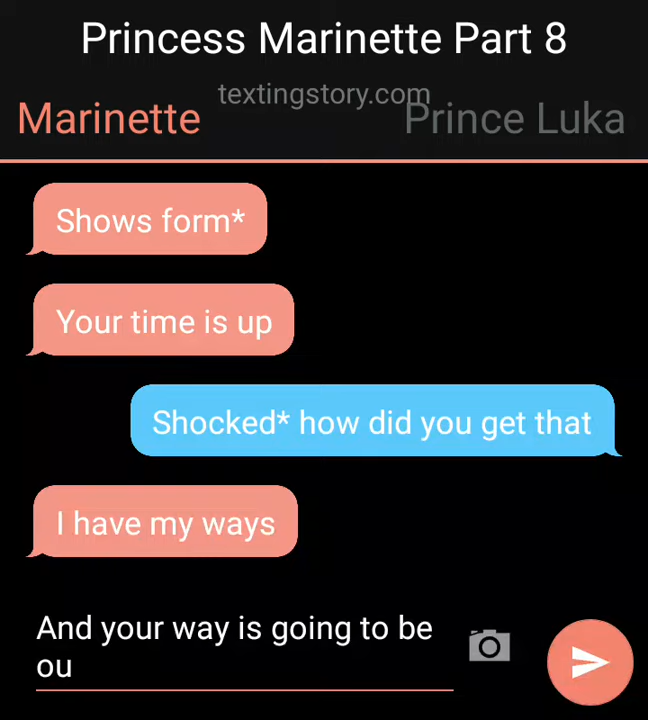 Princess Marinette Part 8
textingstory.com
Marinette
Prince Luka
Shows form*
Your time is up
Shocked* how did you get that
I have my ways
And your way is going to be
ou